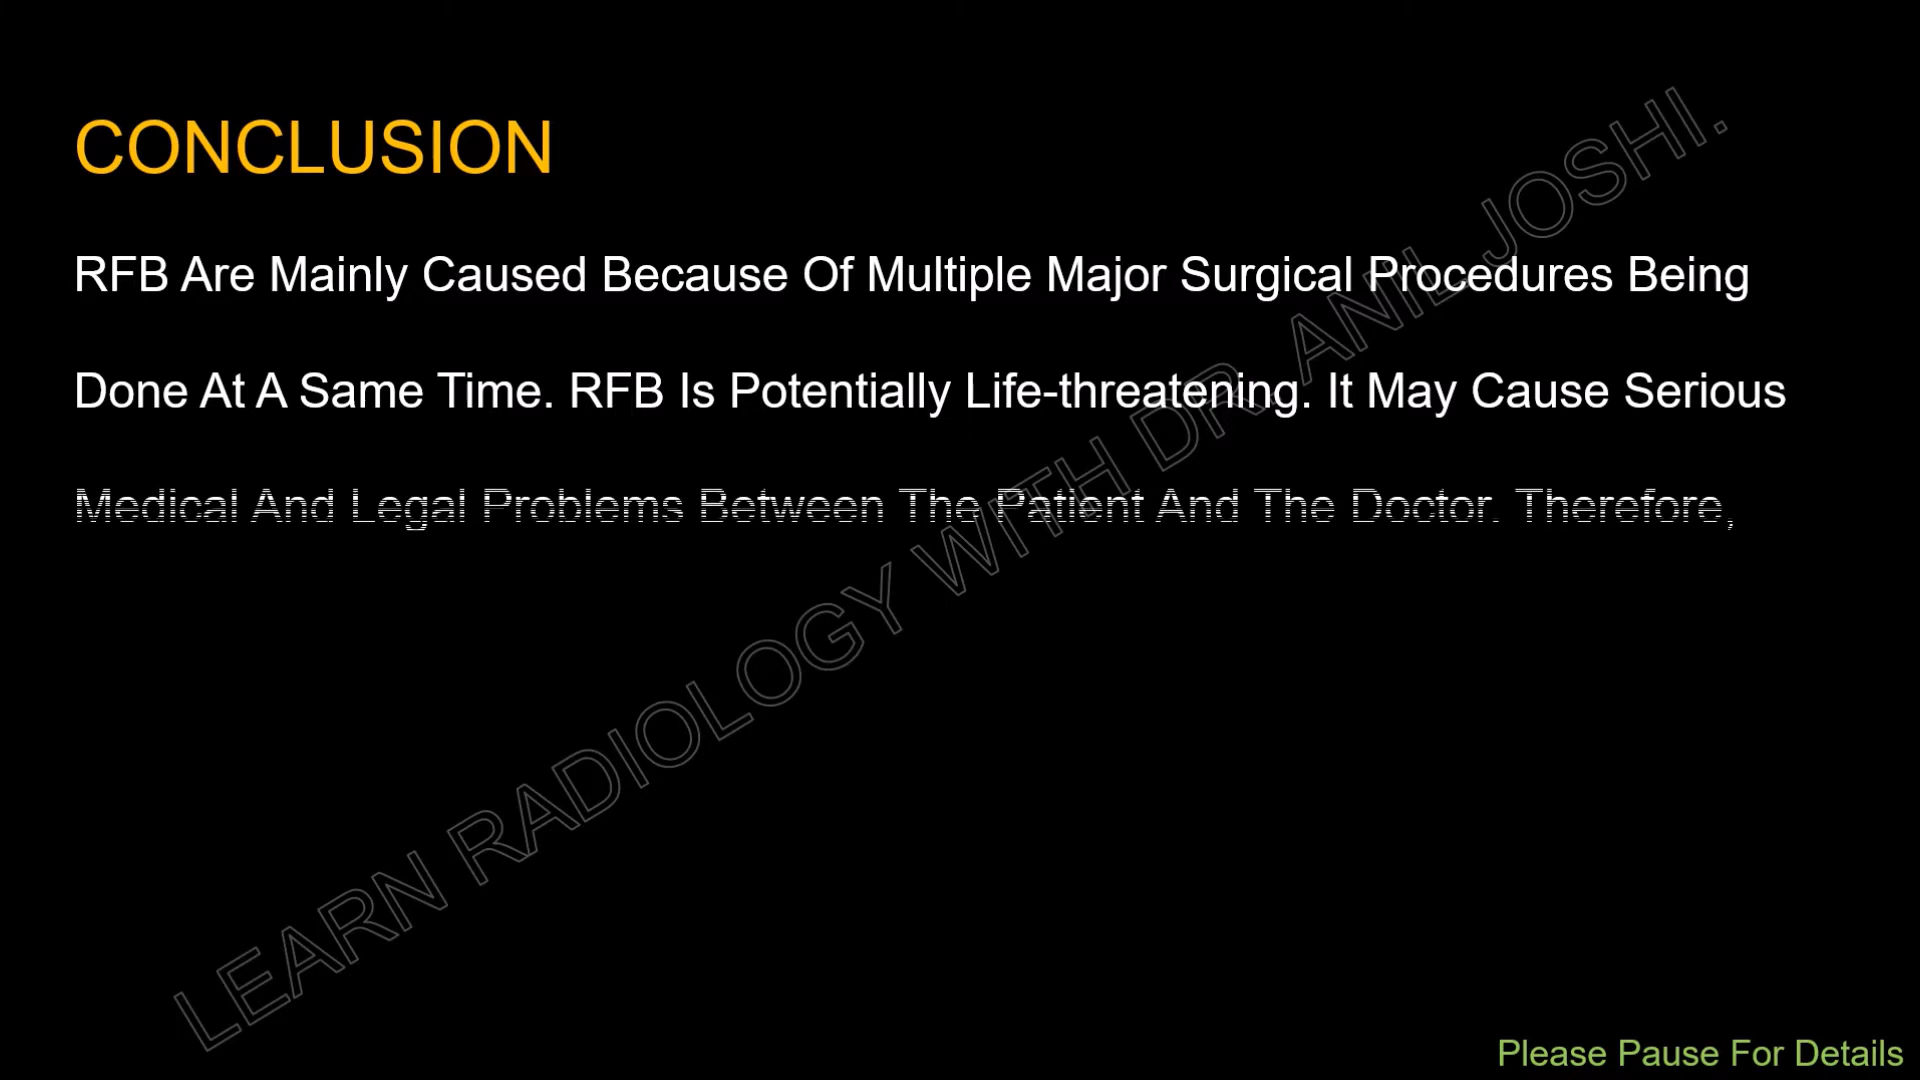 CONCLUSION
RFB Are Mainly Caused Because Of Multiple Major Surgical Procedures Being
Done At A Same Time. RFB Is Potentially Life-threatening. It May Cause Serious
Medical And Legal Problems Between The Patient And The Doctor. Therefore,
LEARN RADIOLOGY WITH DR. ANIL JOSHI.
Please Pause For Details